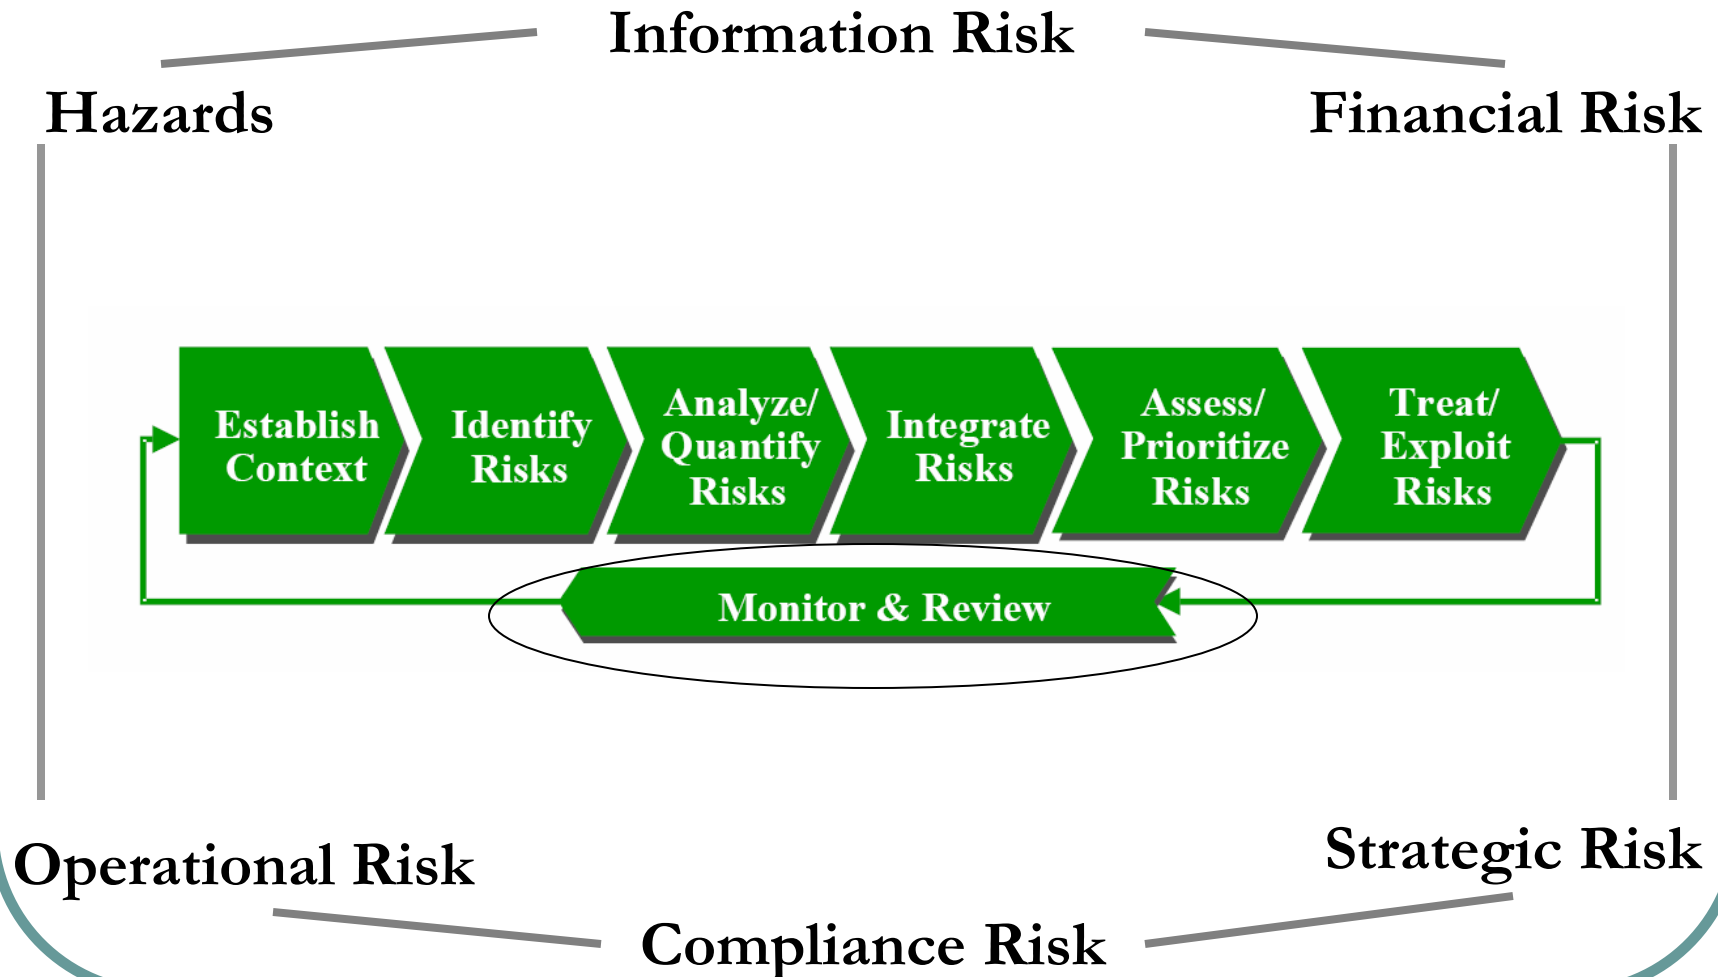 Information Risk
Hazards
Financial Risk
Establish
Context
Identify
Risks
Analyze/
Quantify
Risks
Integrate
Risks
Assess/
Prioritize
Risks
Treat/
Exploit
Risks
Monitor & Review
Operational Risk
Strategic Risk
Compliance Risk